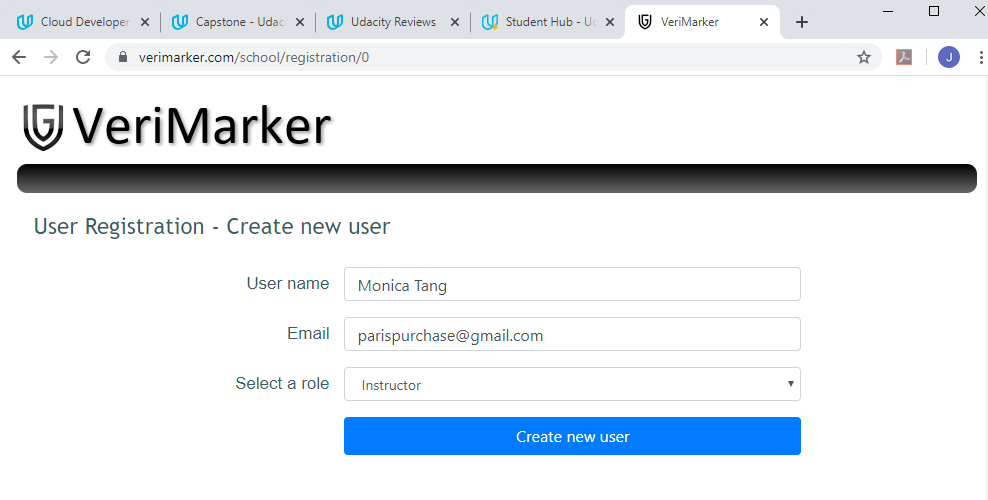 Cloud Developer
Capstone - Udac
Udacity Reviews
Student Hub - Ud
VeriMarker
verimarker.com/school/registration/0
J
VeriMarker
User Registration - Create new user
User name
Monica Tang
Email
parispurchase@gmail.com
Select a role
Instructor
Create new user